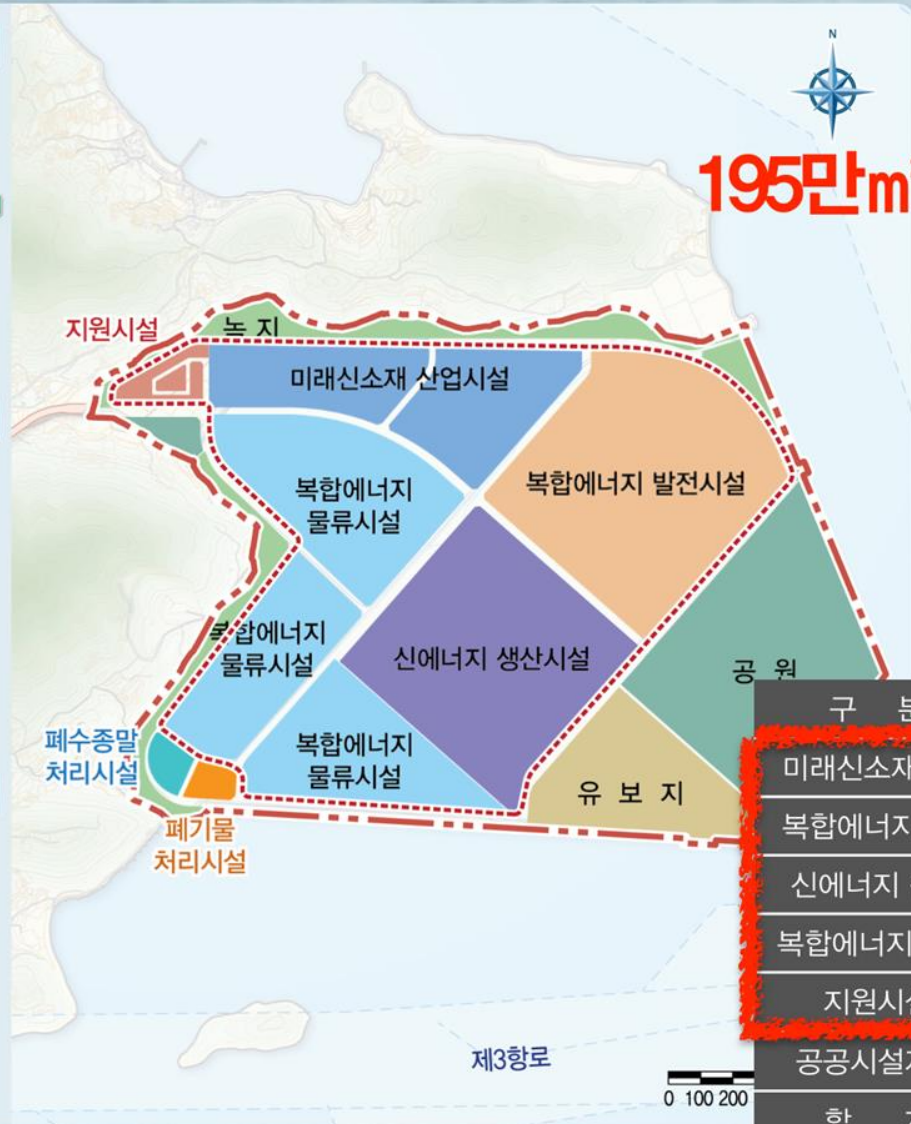 N
195만m
지원시설
녹 지
미래신소재 산업시설
복합에너지
물류시설
복합에너지 발전시설
복합에너지
물류시설
신에너지 생산시설
공 원
복합에너지
물류시설
유 보 지
폐수종말
처리시설
폐기물
처리시설
제3항로
0 100 200
구
미래신소재
복합에너지
신에너지
복합에너지
지원시
공공시설
합